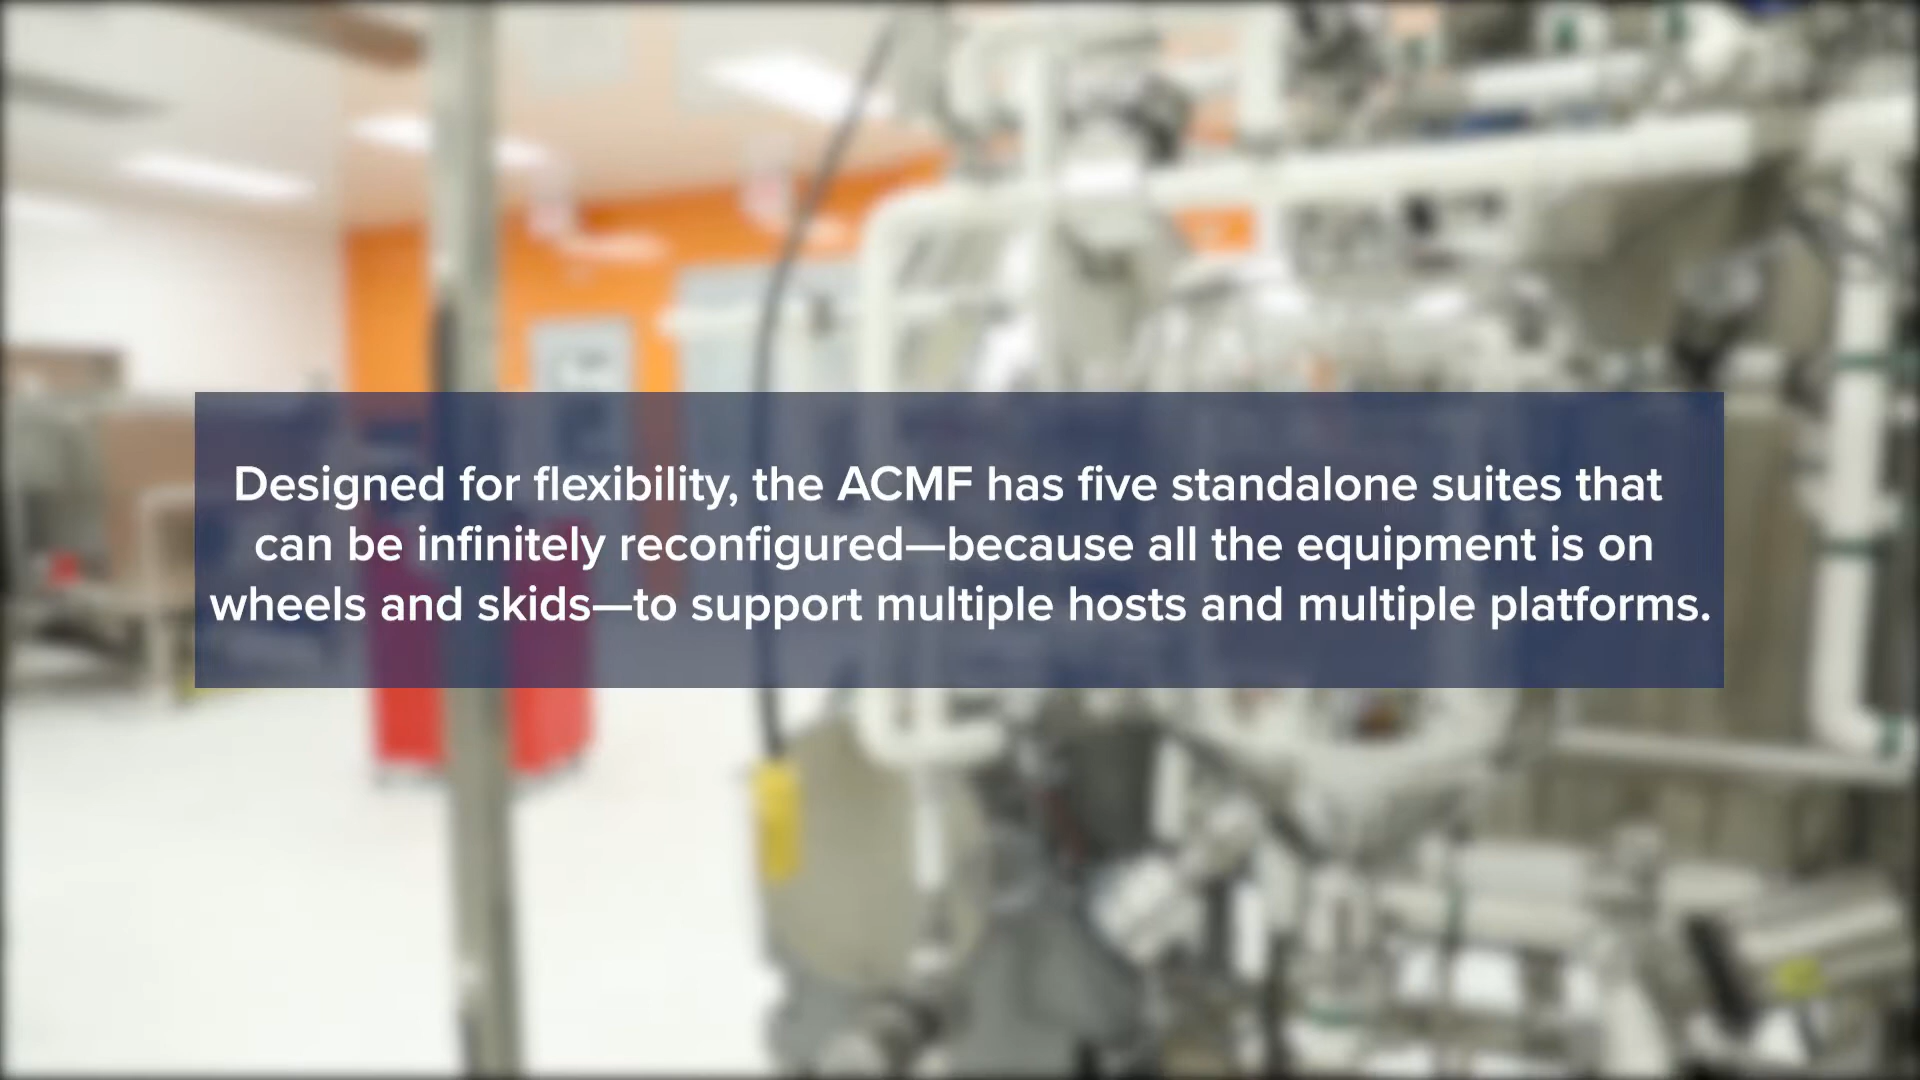 Designed for flexibility, the ACMF has five standalone suites that
can be infinitely reconfigured—because all the equipment is on
wheels and skids—to support multiple hosts and multiple platforms.